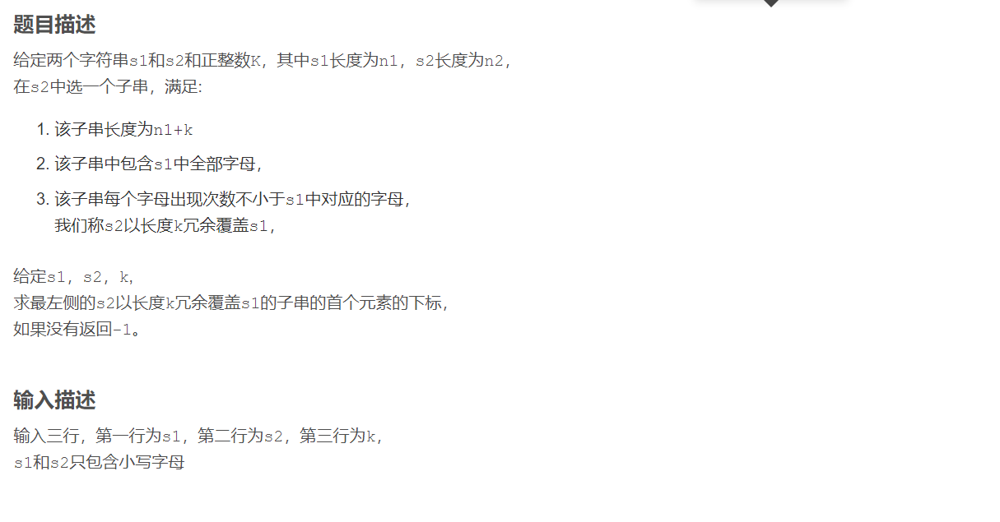 题目描述
给定两个字符串s1和s2和正整数K，其中s1长度为n1，s2长度为n2，
在s2中选一个子串，满足:
1. 该子串长度为n1+k
2. 该子串中包含s1中全部字母，
3. 该子串每个字母出现次数不小于s1中对应的字母，
我们称s2以长度k冗余覆盖s1，
给定s1，s2，k，
求最左侧的s2以长度k冗余覆盖s1的子串的首个元素的下标，
如果没有返回-1。
输入描述
输入三行，第一行为s1，第二行为s2，第三行为k，
s1和s2只包含小写字母